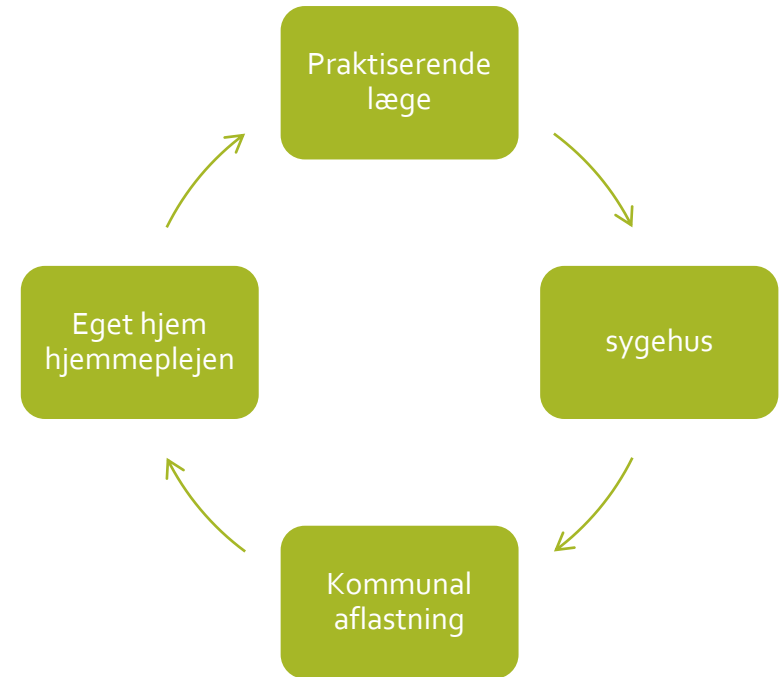 Praktiserende
læge
sygehus
Kommunal
aflastning
Eget hjem
hjemmeplejen